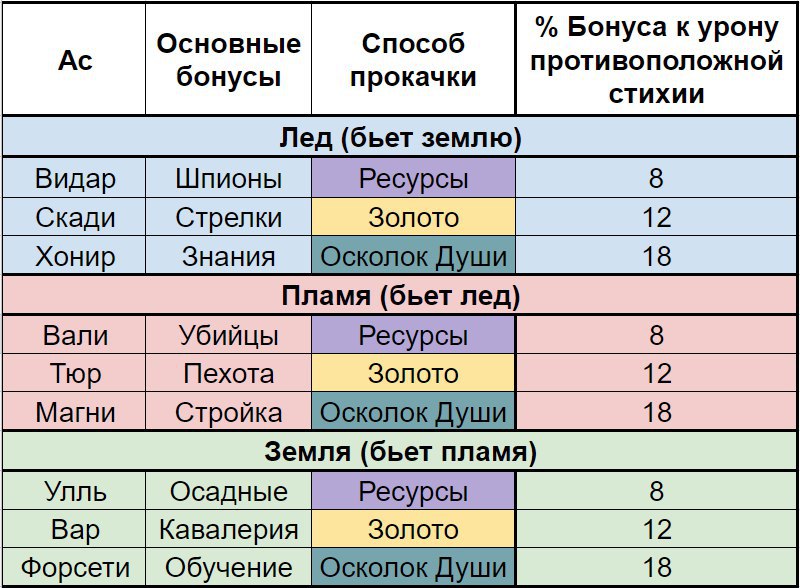 Ас Основные бонусы Способ прокачки % Бонуса к урону противоположной стихии
Лед (бьет землю)
Видар Шпионы Ресурсы 8
Скади Стрелки Золото 12
Хонир Знания Осколок Души 18
Пламя (бьет лед)
Вали Убийцы Ресурсы 8
Тюр Пехота Золото 12
Магни Стройка Осколок Души 18
Земля (бьет пламя)
Улль Осадные Ресурсы 8
Вар Кавалерия Золото 12
Форсети Обучение Осколок Души 18